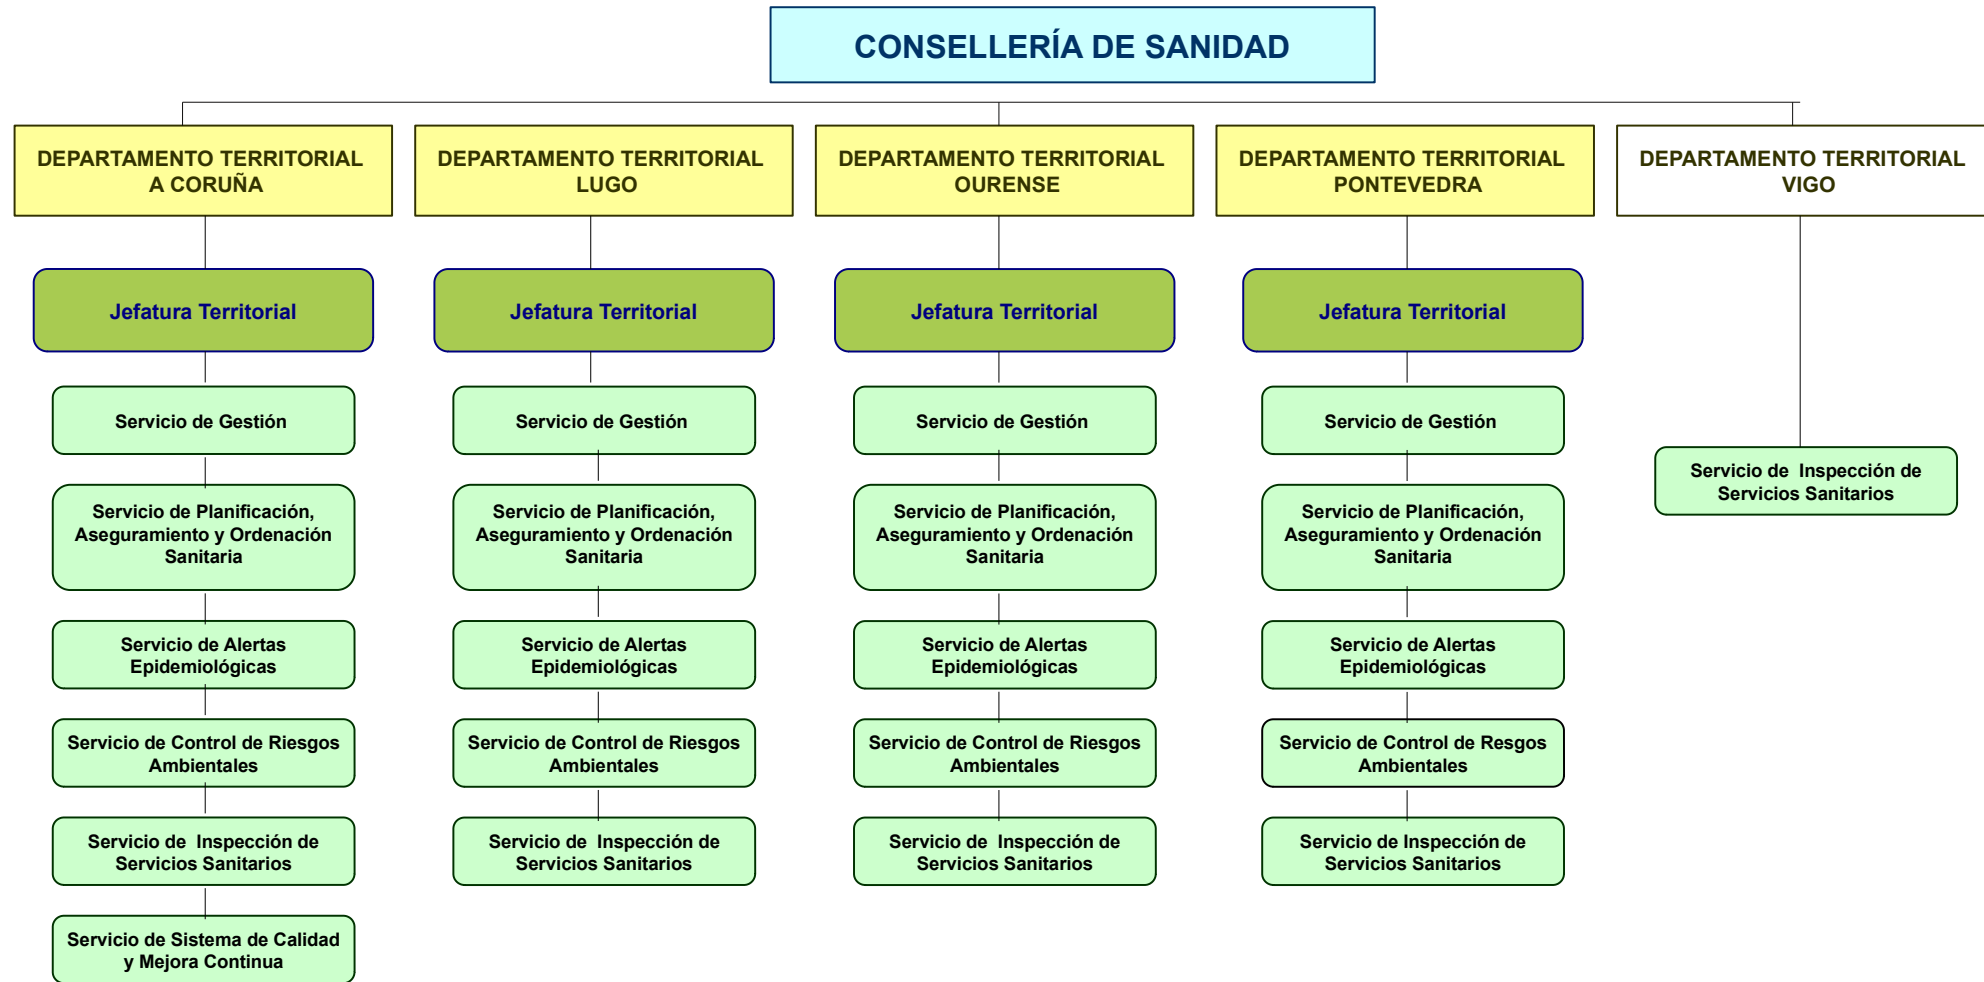 CONSELLERÍA DE SANIDAD
DEPARTAMENTO TERRITORIAL
A CORUÑA
DEPARTAMENTO TERRITORIAL
LUGO
DEPARTAMENTO TERRITORIAL
OURENSE
DEPARTAMENTO TERRITORIAL
PONTEVEDRA
DEPARTAMENTO TERRITORIAL
VIGO
Jefatura Territorial
Jefatura Territorial
Jefatura Territorial
Jefatura Territorial
Servicio de Gestión
Servicio de Gestión
Servicio de Gestión
Servicio de Gestión
Servicio de Inspección de
Servicios Sanitarios
Servicio de Planificación,
Aseguramiento y Ordenación
Sanitaria
Servicio de Planificación,
Aseguramiento y Ordenación
Sanitaria
Servicio de Planificación,
Aseguramiento y Ordenación
Sanitaria
Servicio de Planificación,
Aseguramiento y Ordenación
Sanitaria
Servicio de Alertas
Epidemiológicas
Servicio de Alertas
Epidemiológicas
Servicio de Alertas
Epidemiológicas
Servicio de Alertas
Epidemiológicas
Servicio de Control de Riesgos
Ambientales
Servicio de Control de Riesgos
Ambientales
Servicio de Control de Riesgos
Ambientales
Servicio de Control de Resgos
Ambientales
Servicio de Inspección de
Servicios Sanitarios
Servicio de Inspección de
Servicios Sanitarios
Servicio de Inspección de
Servicios Sanitarios
Servicio de Inspección de
Servicios Sanitarios
Servicio de Sistema de Calidad
y Mejora Continua